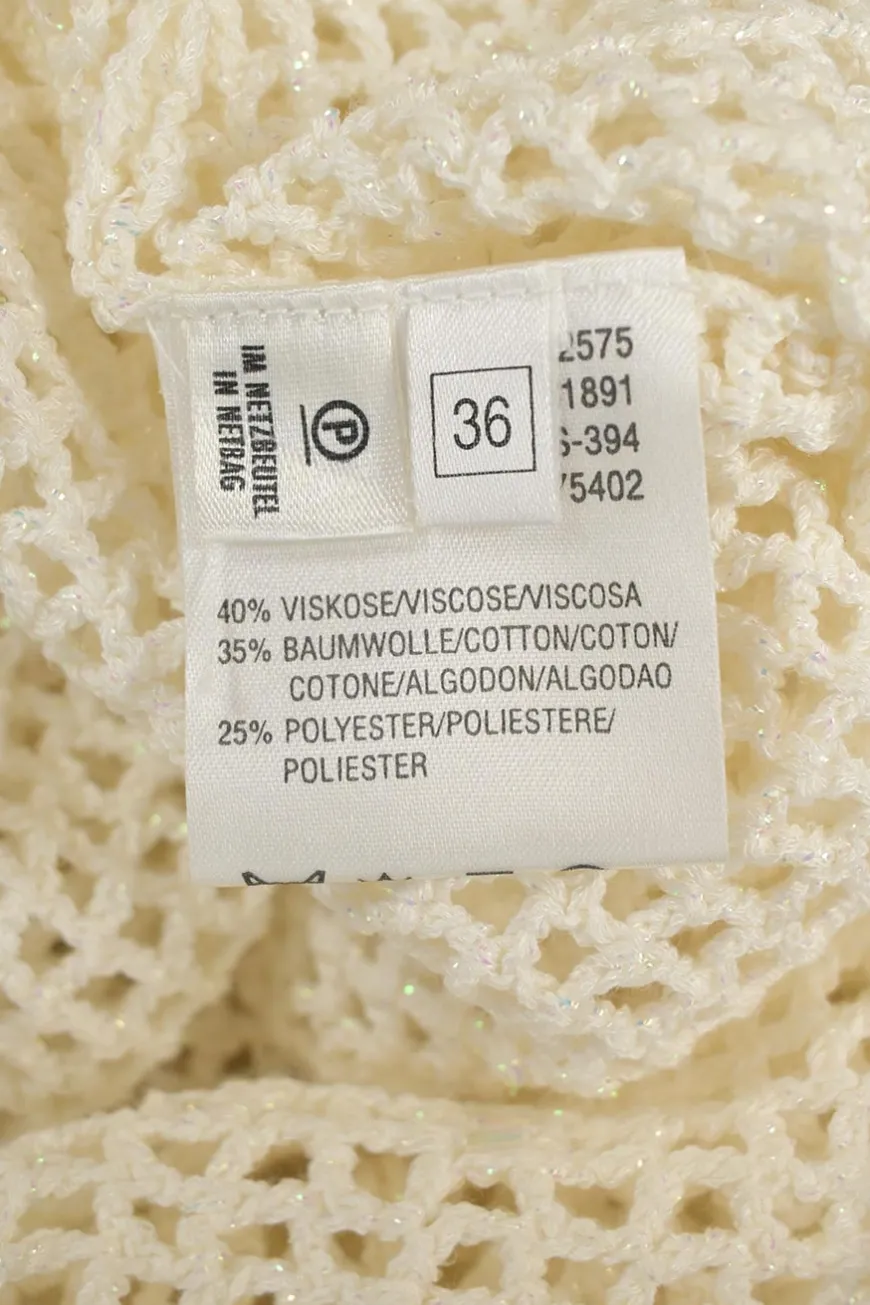 IM NETZBEUTEL
IN NETBAG
P
36
2575
1891
-394
5402
40% VISKOSE/VISCOSE/VISCOSA
35% BAUMWOLLE/COTTON/COTON/
COTONE/ALGODON/ALGODAO
25% POLYESTER/POLIESTERE/
POLIESTER